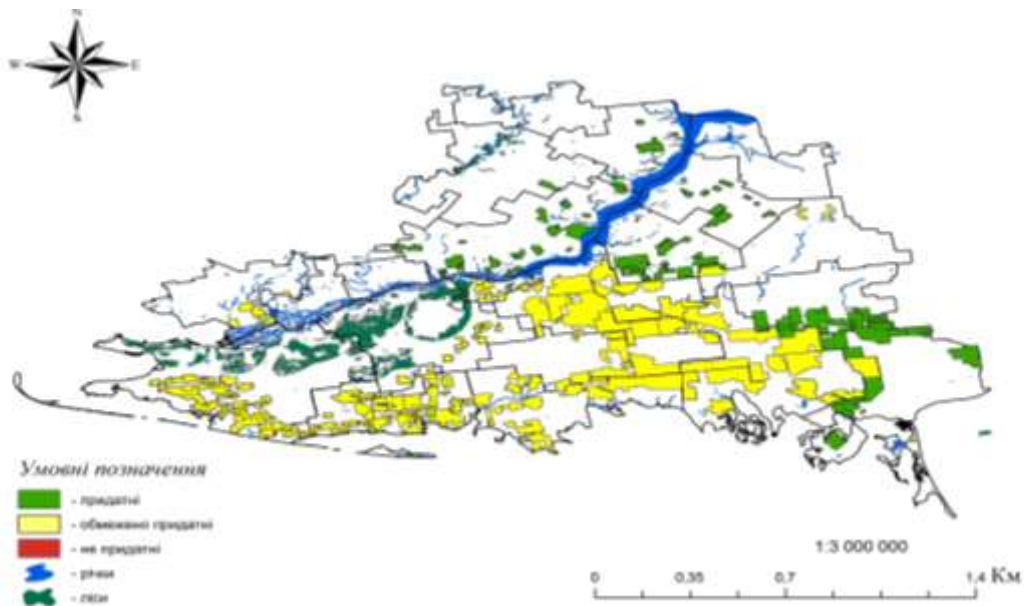 N
W E
S
Умовні позначення
- придатні
- обмежено придатні
- не придатні
- річки
- ліси
1:3 000 000
0 0,35 0,7 1,4 Км